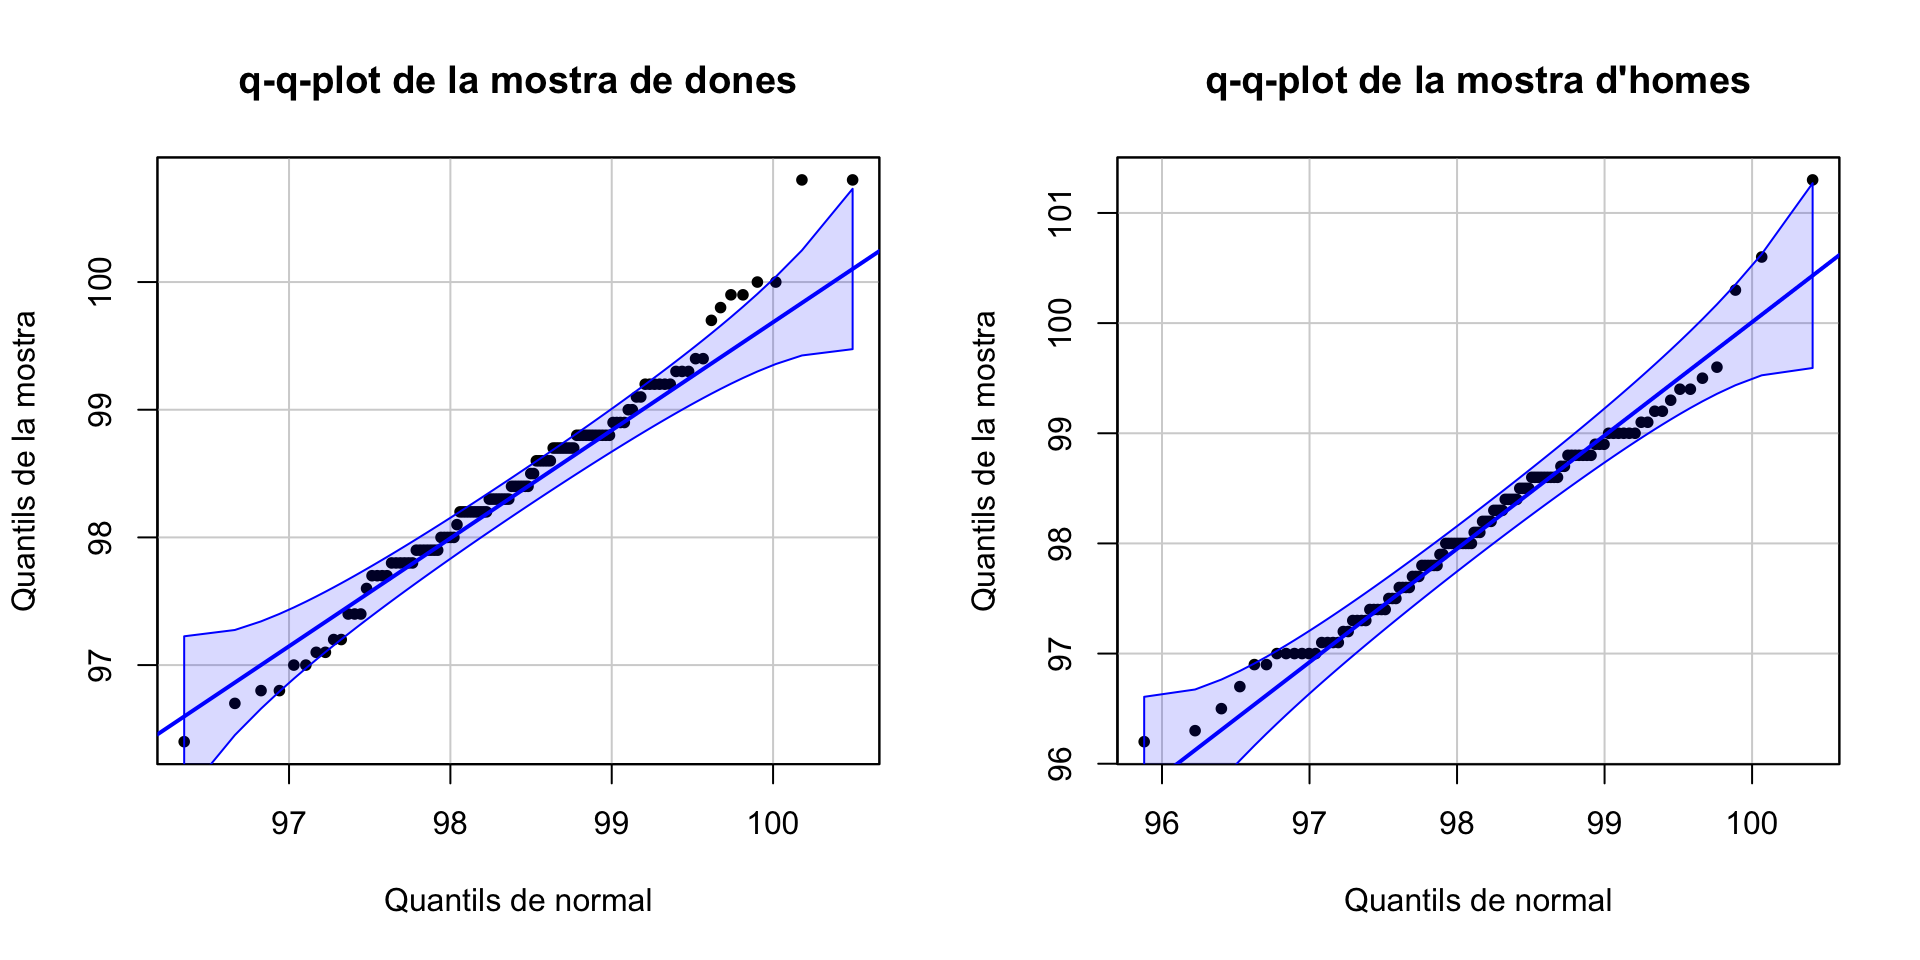 q-q-plot de la mostra de dones
Quantils de la mostra
100
99
98
97
97 98 99 100
Quantils de normal
q-q-plot de la mostra d'homes
Quantils de la mostra
101
100
99
98
97
96
96 97 98 99 100
Quantils de normal